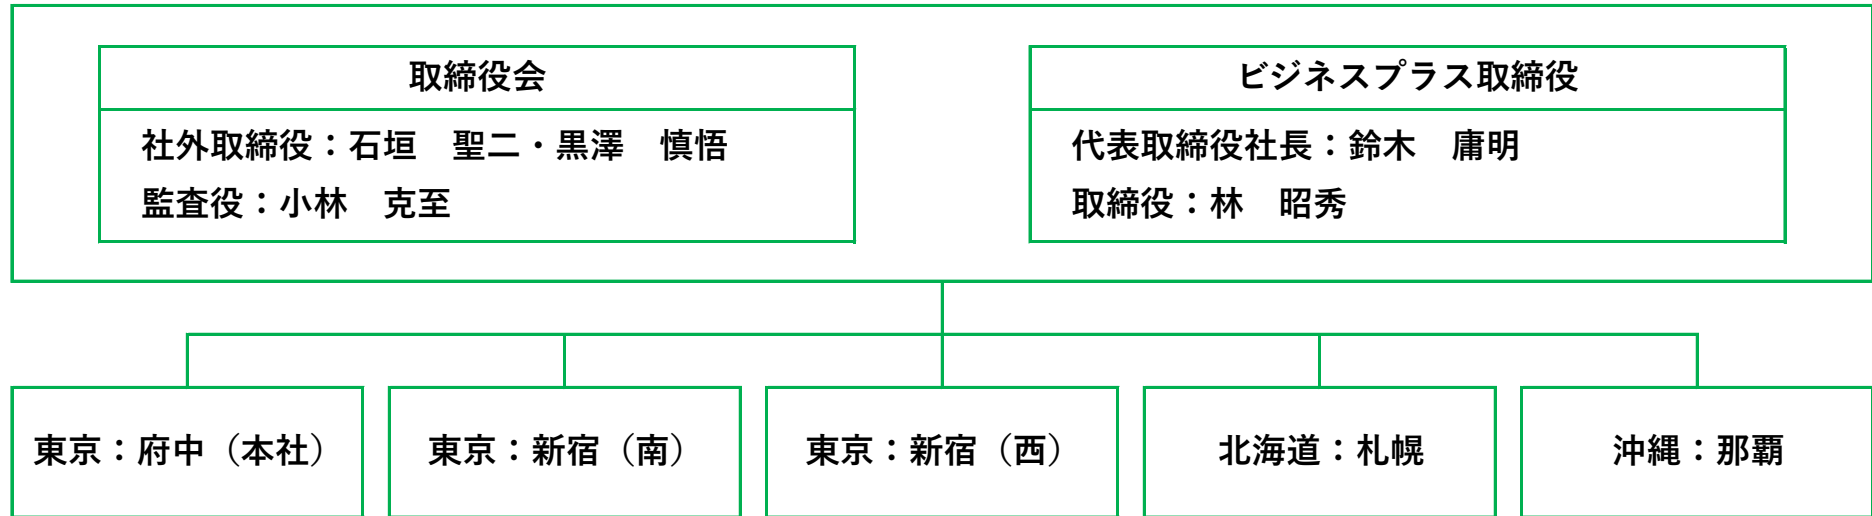 取締役会
社外取締役：石垣　聖二・黒澤　慎悟
監査役：小林　克至
ビジネスプラス取締役
代表取締役社長：鈴木　庸明
取締役：林　昭秀
東京：府中（本社）
東京：新宿（南）
東京：新宿（西）
北海道：札幌
沖縄：那覇